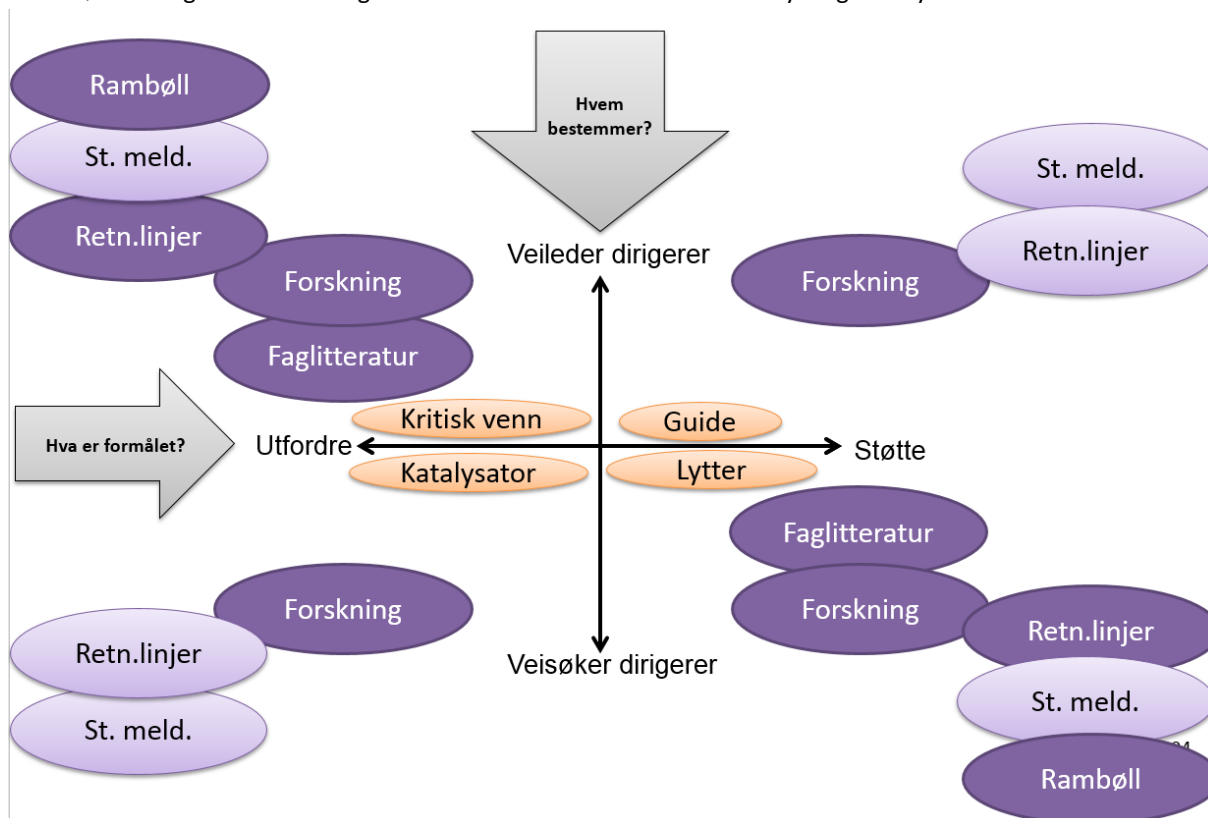 Rambøll
St. meld.
Retn.linjer
Forskning
Faglitteratur
Hvem
bestemmer?
St. meld.
Retn.linjer
Forskning
Veileder dirigerer
Hva er formålet?
Utfordre
Kritisk venn
Guide
Katalysator
Lytter
Støtte
Faglitteratur
Forskning
Retn.linjer
St. meld.
Rambøll
Forskning
Retn.linjer
St. meld.
Veisøker dirigerer